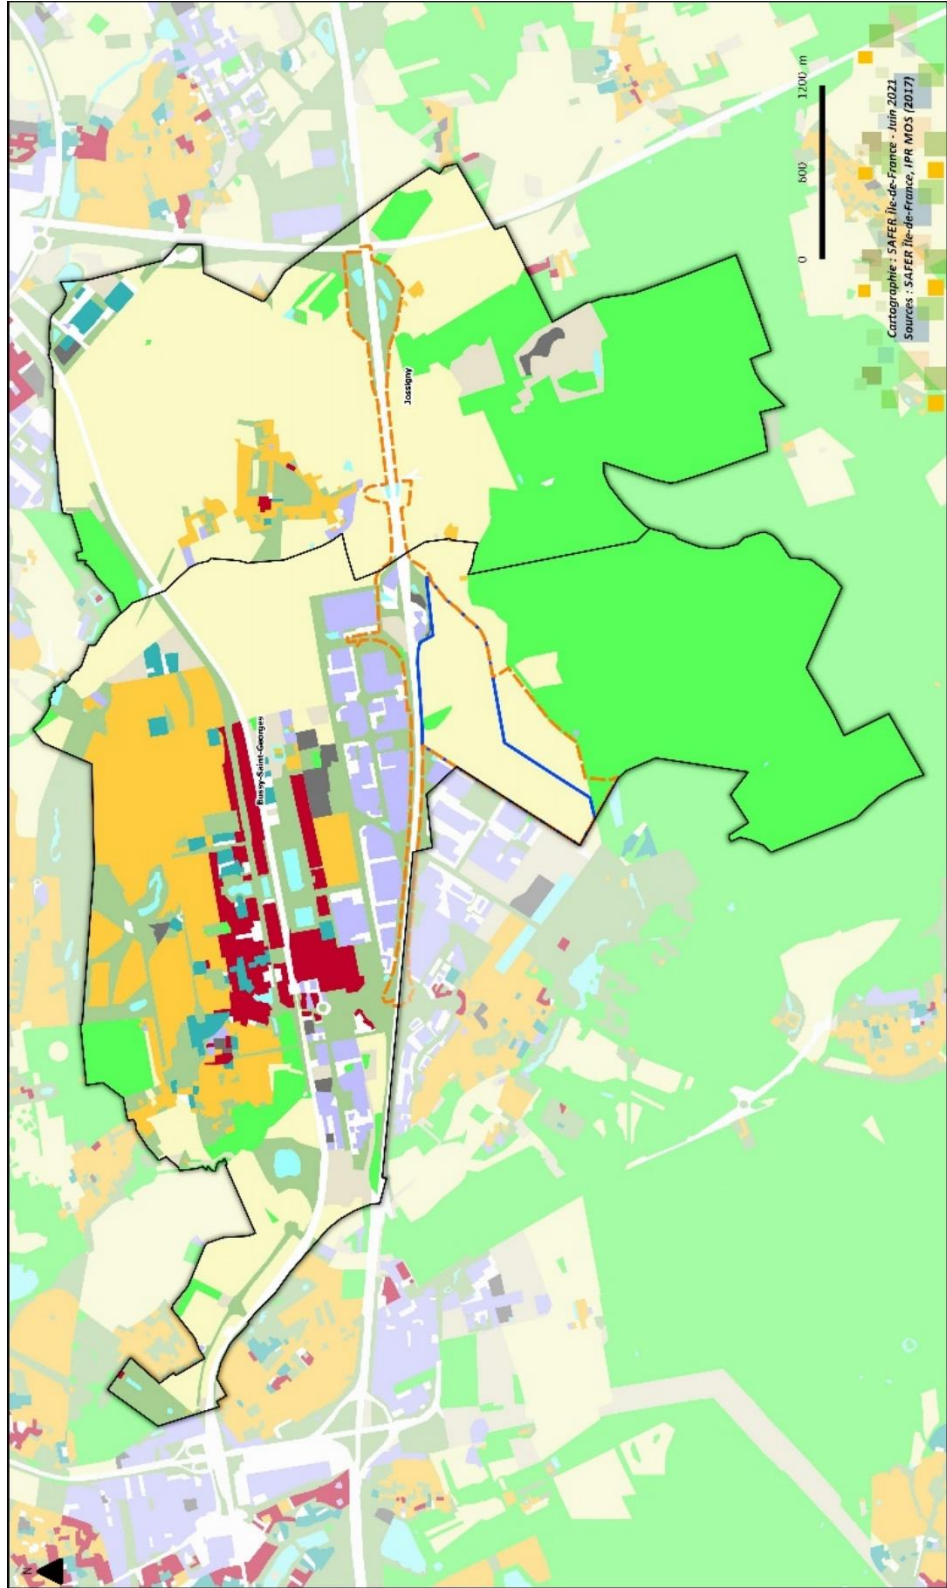 N
Bussy-Saint-Georges
Jossigny
0 600 1200 m
Cartographie : SAFER Île-de-France - Juin 2021
Sources : SAFER Île-de-France, IPR MOS (2017)